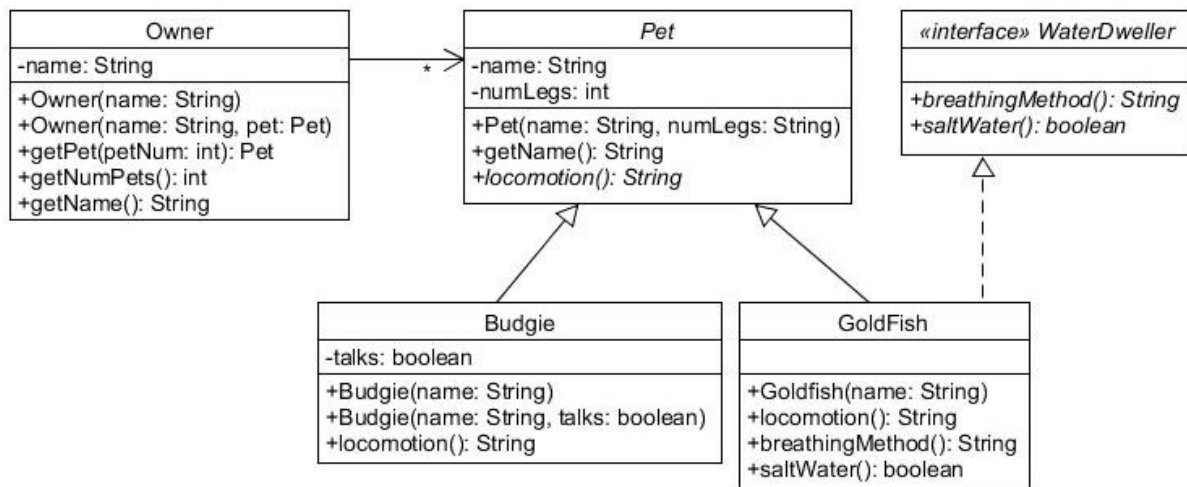 Owner
-name: String
+Owner(name: String)
+Owner(name: String, pet: Pet)
+getPet(petNum: int): Pet
+getNumPets(): int
+getName(): String
*
Pet
-name: String
-numLegs: int
+Pet(name: String, numLegs: String)
+getName(): String
+locomotion(): String
«interface» WaterDweller
+breathingMethod(): String
+saltWater(): boolean
Budgie
-talks: boolean
+Budgie(name: String)
+Budgie(name: String, talks: boolean)
+locomotion(): String
GoldFish
+Goldfish(name: String)
+locomotion(): String
+breathingMethod(): String
+saltWater(): boolean